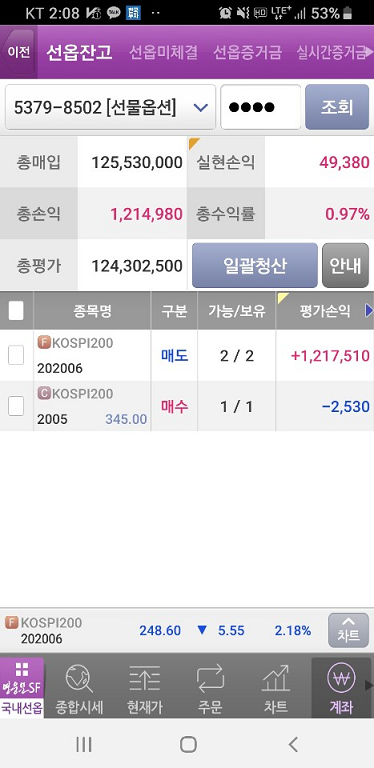 KT 2:08 LTE+ 53%
이전 선옵잔고 선옵미체결 선옵증거금 실시간증거금
5379-8502 [선물옵션] ●●●● 조회
총매입 125,530,000 실현손익 49,380
총손익 1,214,980 총수익률 0.97%
총평가 124,302,500 일괄청산 안내
종목명 구분 가능/보유 평가손익
F KOSPI200
202006 매도 2 / 2 +1,217,510
C KOSPI200
2005 345.00 매수 1 / 1 -2,530
F KOSPI200
202006 248.60 ▼ 5.55 2.18% 차트
영웅문SF
국내선옵 종합시세 현재가 주문 차트 계좌